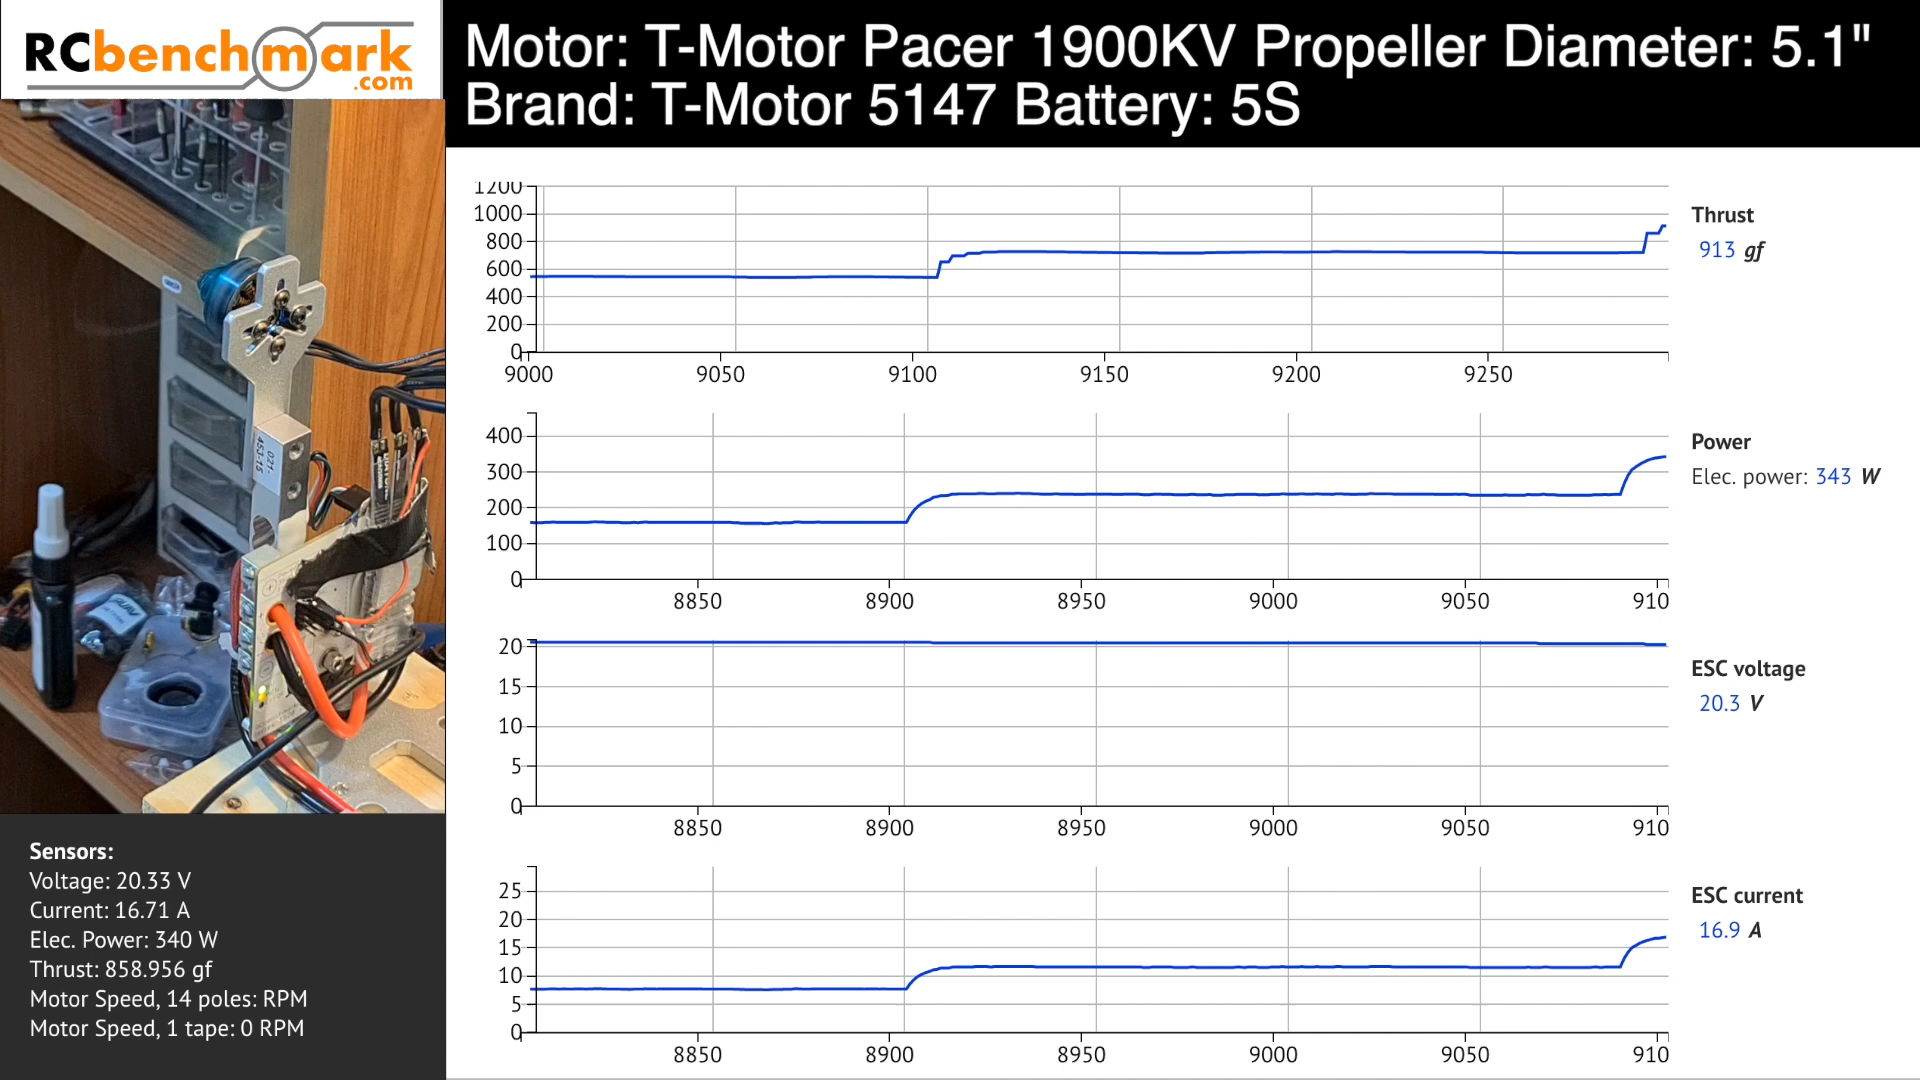 RCbenchmark
.com
Motor: T-Motor Pacer 1900KV Propeller Diameter: 5.1"
Brand: T-Motor 5147 Battery: 5S
1200
1000
800
600
400
200
0
9000 9050 9100 9150 9200 9250
Thrust
913 gf
400
300
200
100
0
8850 8900 8950 9000 9050 910
Power
Elec. power: 343 W
20
15
10
5
0
8850 8900 8950 9000 9050 910
ESC voltage
20.3 V
25
20
15
10
5
0
8850 8900 8950 9000 9050 910
ESC current
16.9 A
Sensors:
Voltage: 20.33 V
Current: 16.71 A
Elec. Power: 340 W
Thrust: 858.956 gf
Motor Speed, 14 poles: RPM
Motor Speed, 1 tape: 0 RPM